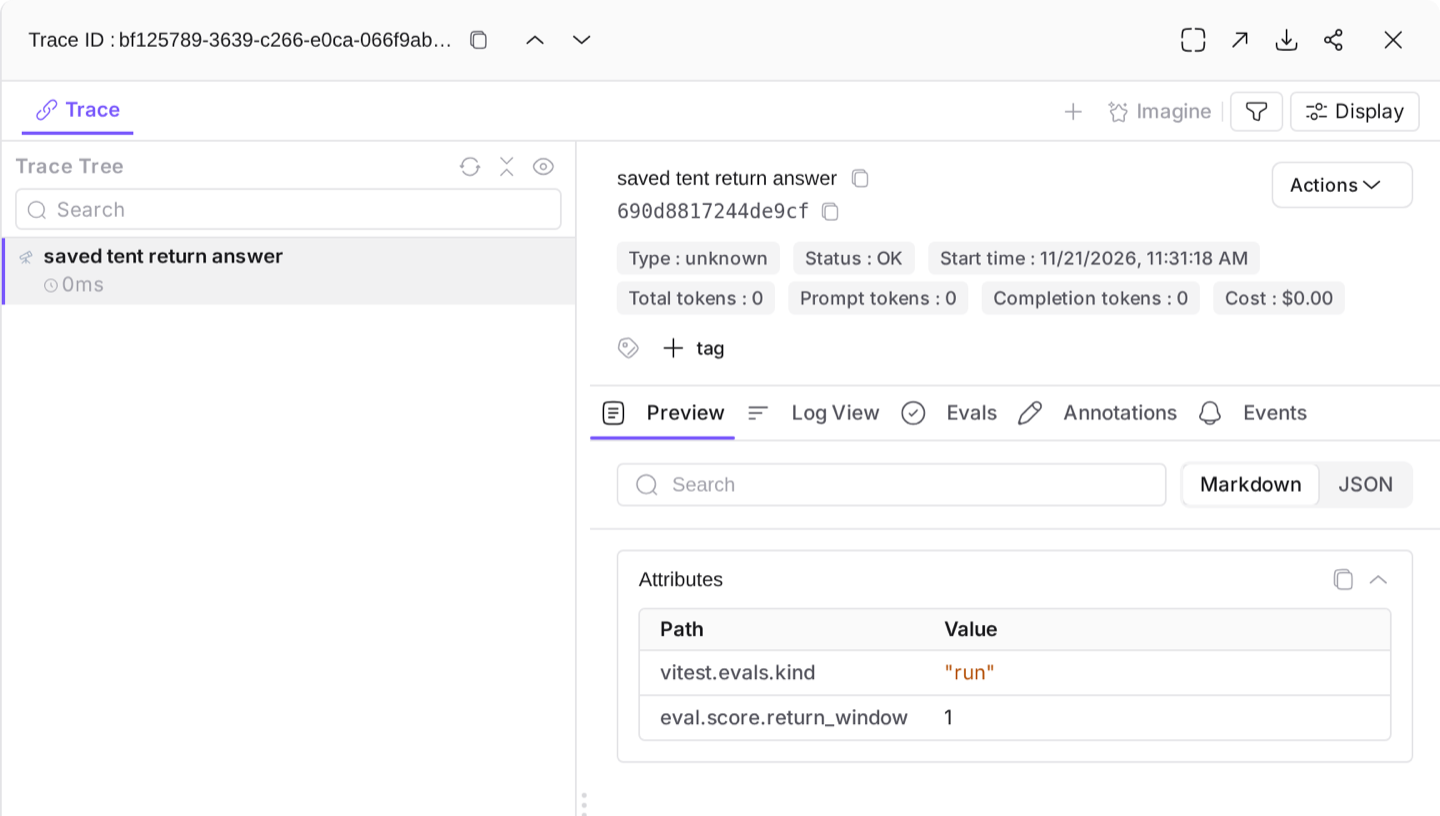 Trace ID : bf125789-3639-c266-e0ca-066f9ab…
Trace
Imagine
Display
Trace Tree
Search
saved tent return answer
0ms
saved tent return answer
690d8817244de9cf
Actions
Type : unknown
Status : OK
Start time : 11/21/2026, 11:31:18 AM
Total tokens : 0
Prompt tokens : 0
Completion tokens : 0
Cost : $0.00
tag
Preview
Log View
Evals
Annotations
Events
Search
Markdown
JSON
Attributes
Path Value
vitest.evals.kind "run"
eval.score.return_window 1